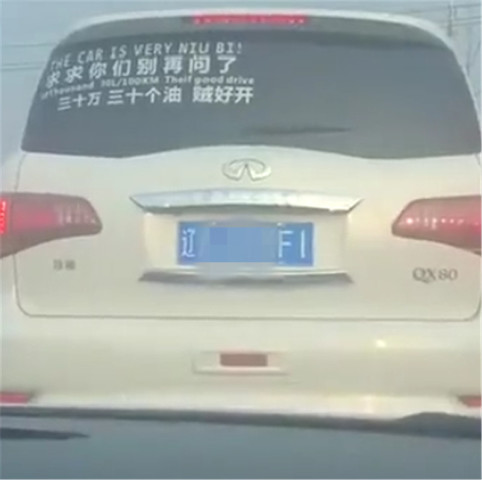 THE CAR IS VERY NIU BI!
求求你们别再问了
30L/100KM Theif good drive
三十万 三十个油 贼好开
辽 F1
QX80